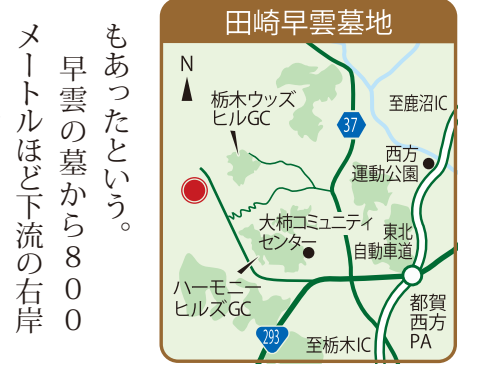 もあったという。
早雲の墓から８００
メートルほど下流の右岸
田崎早雲墓地
N
栃木ウッズ
ヒルGC
37
至鹿沼IC
西方
運動公園
大柿コミュニティ
センター
東北
自動車道
ハーモニー
ヒルズGC
都賀
西方
PA
293
至栃木IC